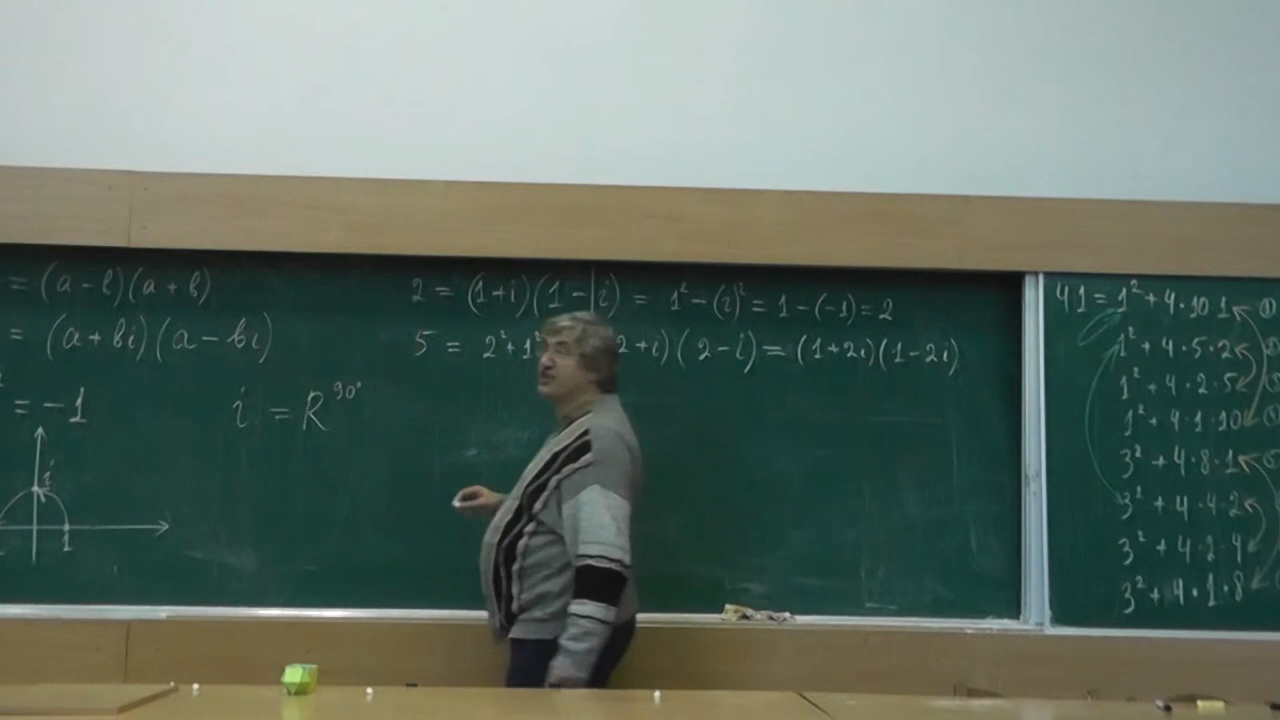 = (a - b)(a + b)
= (a + bi)(a - bi)
= -1
i = R^90°
i
1
2 = (1+i)(1-i) = 1² - (i)² = 1 - (-1) = 2
5 = 2² + 1² 2+i)(2-i) = (1+2i)(1-2i)
41 = 1² + 4·10·1
1² + 4·5·2
1² + 4·2·5
1² + 4·1·10
3² + 4·8·1
3² + 4·4·2
3² + 4·2·4
3² + 4·1·8